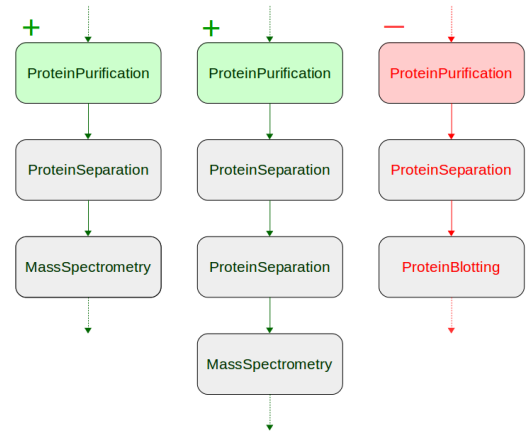 +
ProteinPurification
ProteinSeparation
MassSpectrometry
+
ProteinPurification
ProteinSeparation
ProteinSeparation
MassSpectrometry
−
ProteinPurification
ProteinSeparation
ProteinBlotting